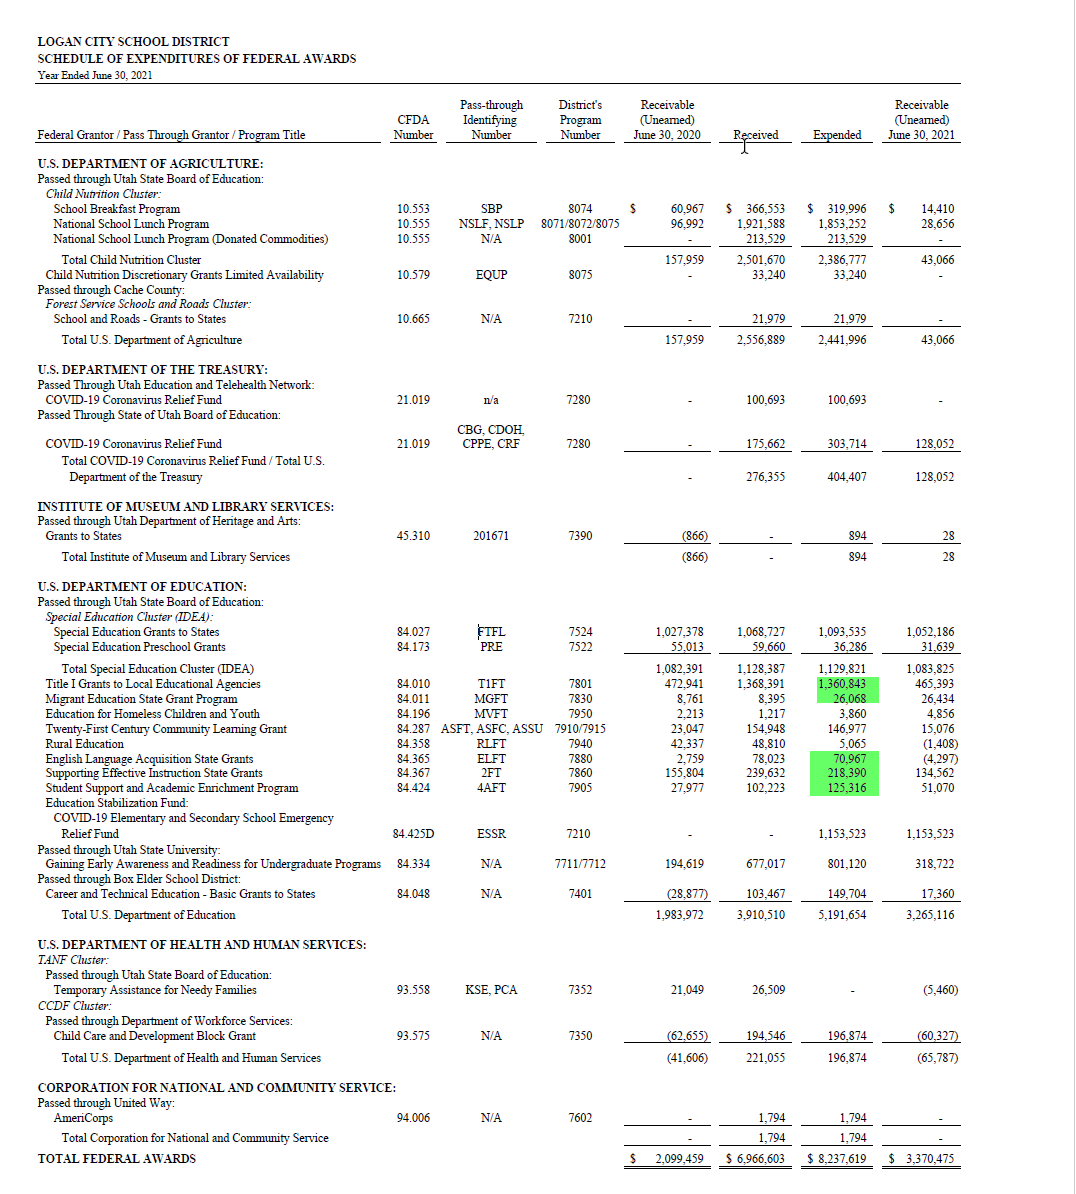 LOGAN CITY SCHOOL DISTRICT
SCHEDULE OF EXPENDITURES OF FEDERAL AWARDS
Year Ended June 30, 2021
Federal Grantor / Pass Through Grantor / Program Title CFDA Number Pass-through Identifying Number District's Program Number Receivable (Unearned) June 30, 2020 Received Expended Receivable (Unearned) June 30, 2021
U.S. DEPARTMENT OF AGRICULTURE:
Passed through Utah State Board of Education:
Child Nutrition Cluster:
School Breakfast Program 10.553 SBP 8074 $ 60,967 $ 366,553 $ 319,996 $ 14,410
National School Lunch Program 10.555 NSLF, NSLP 8071/8072/8075 96,992 1,921,588 1,853,252 28,656
National School Lunch Program (Donated Commodities) 10.555 N/A 8001 - 213,529 213,529 -
Total Child Nutrition Cluster 157,959 2,501,670 2,386,777 43,066
Child Nutrition Discretionary Grants Limited Availability 10.579 EQUP 8075 - 33,240 33,240 -
Passed through Cache County:
Forest Service Schools and Roads Cluster:
School and Roads - Grants to States 10.665 N/A 7210 - 21,979 21,979 -
Total U.S. Department of Agriculture 157,959 2,556,889 2,441,996 43,066
U.S. DEPARTMENT OF THE TREASURY:
Passed Through Utah Education and Telehealth Network:
COVID-19 Coronavirus Relief Fund 21.019 n/a 7280 - 100,693 100,693 -
Passed Through State of Utah Board of Education:
CBG, CDOH,
COVID-19 Coronavirus Relief Fund 21.019 CPPE, CRF 7280 - 175,662 303,714 128,052
Total COVID-19 Coronavirus Relief Fund / Total U.S.
Department of the Treasury - 276,355 404,407 128,052
INSTITUTE OF MUSEUM AND LIBRARY SERVICES:
Passed through Utah Department of Heritage and Arts:
Grants to States 45.310 201671 7390 (866) - 894 28
Total Institute of Museum and Library Services (866) - 894 28
U.S. DEPARTMENT OF EDUCATION:
Passed through Utah State Board of Education:
Special Education Cluster (IDEA):
Special Education Grants to States 84.027 FTFL 7524 1,027,378 1,068,727 1,093,535 1,052,186
Special Education Preschool Grants 84.173 PRE 7522 55,013 59,660 36,286 31,639
Total Special Education Cluster (IDEA) 1,082,391 1,128,387 1,129,821 1,083,825
Title I Grants to Local Educational Agencies 84.010 T1FT 7801 472,941 1,368,391 1,360,843 465,393
Migrant Education State Grant Program 84.011 MGFT 7830 8,761 8,395 26,068 26,434
Education for Homeless Children and Youth 84.196 MVFT 7950 2,213 1,217 3,860 4,856
Twenty-First Century Community Learning Grant 84.287 ASFT, ASFC, ASSU 7910/7915 23,047 154,948 146,977 15,076
Rural Education 84.358 RLFT 7940 42,337 48,810 5,065 (1,408)
English Language Acquisition State Grants 84.365 ELFT 7880 2,759 78,023 70,967 (4,297)
Supporting Effective Instruction State Grants 84.367 2FT 7860 155,804 239,632 218,390 134,562
Student Support and Academic Enrichment Program 84.424 4AFT 7905 27,977 102,223 125,316 51,070
Education Stabilization Fund:
COVID-19 Elementary and Secondary School Emergency
Relief Fund 84.425D ESSR 7210 - - 1,153,523 1,153,523
Passed through Utah State University:
Gaining Early Awareness and Readiness for Undergraduate Programs 84.334 N/A 7711/7712 194,619 677,017 801,120 318,722
Passed through Box Elder School District:
Career and Technical Education - Basic Grants to States 84.048 N/A 7401 (28,877) 103,467 149,704 17,360
Total U.S. Department of Education 1,983,972 3,910,510 5,191,654 3,265,116
U.S. DEPARTMENT OF HEALTH AND HUMAN SERVICES:
TANF Cluster:
Passed through Utah State Board of Education:
Temporary Assistance for Needy Families 93.558 KSE, PCA 7352 21,049 26,509 - (5,460)
CCDF Cluster:
Passed through Department of Workforce Services:
Child Care and Development Block Grant 93.575 N/A 7350 (62,655) 194,546 196,874 (60,327)
Total U.S. Department of Health and Human Services (41,606) 221,055 196,874 (65,787)
CORPORATION FOR NATIONAL AND COMMUNITY SERVICE:
Passed through United Way:
AmeriCorps 94.006 N/A 7602 - 1,794 1,794 -
Total Corporation for National and Community Service - 1,794 1,794 -
TOTAL FEDERAL AWARDS $ 2,099,459 $ 6,966,603 $ 8,237,619 $ 3,370,475